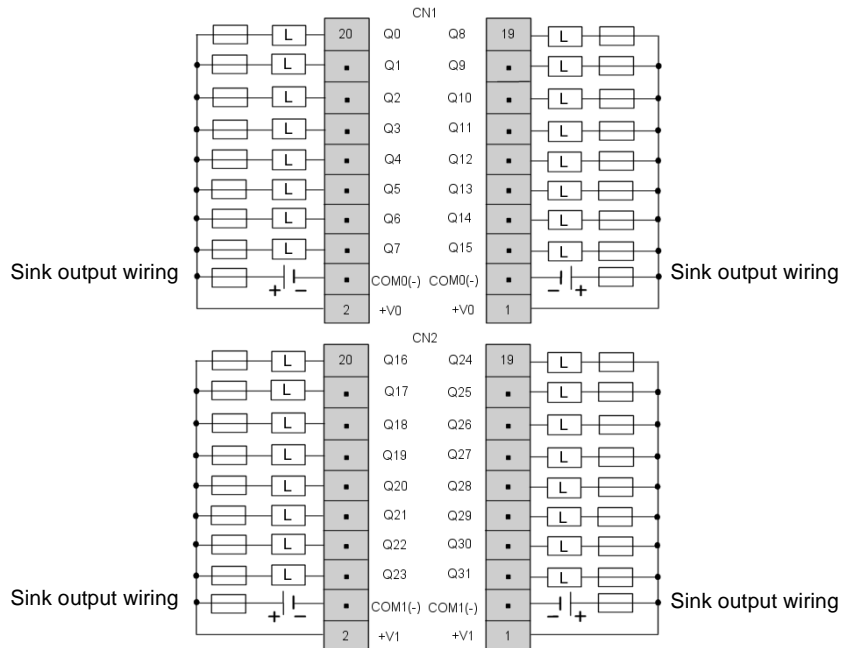 CN1
L 20 Q0 Q8 19 L
L Q1 Q9 L
L Q2 Q10 L
L Q3 Q11 L
L Q4 Q12 L
L Q5 Q13 L
L Q6 Q14 L
L Q7 Q15 L
Sink output wiring + - COM0(-) COM0(-) - + Sink output wiring
2 +V0 +V0 1
CN2
L 20 Q16 Q24 19 L
L Q17 Q25 L
L Q18 Q26 L
L Q19 Q27 L
L Q20 Q28 L
L Q21 Q29 L
L Q22 Q30 L
L Q23 Q31 L
Sink output wiring + - COM1(-) COM1(-) - + Sink output wiring
2 +V1 +V1 1